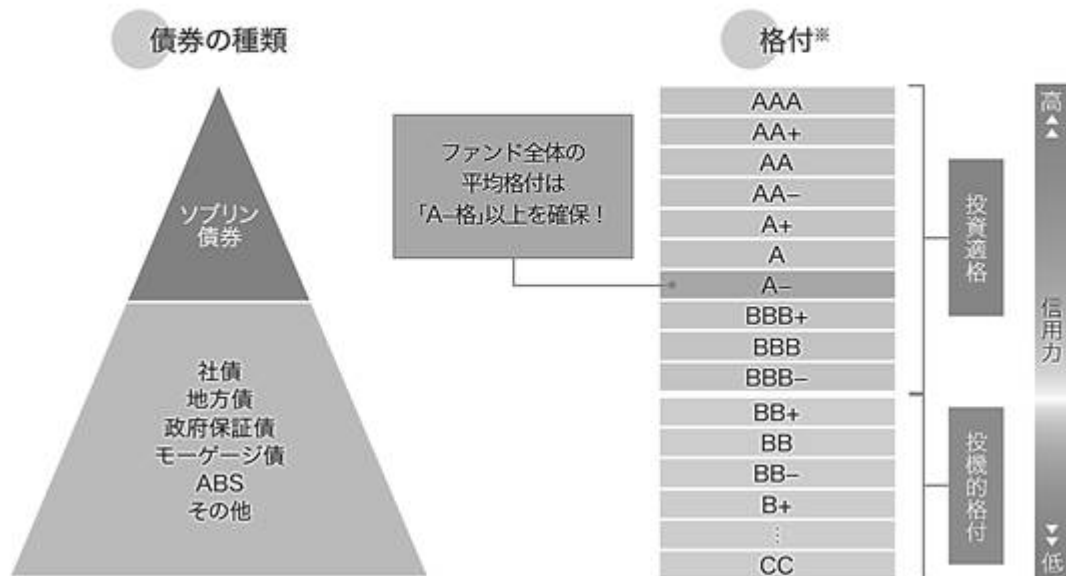 債券の種類
ソブリン
債券
社債
地方債
政府保証債
モーゲージ債
ABS
その他
格付※
ファンド全体の
平均格付は
「A–格」以上を確保！
AAA
AA+
AA
AA–
A+
A
A–
BBB+
BBB
BBB–
BB+
BB
BB–
B+
⋮
CC
投資適格
投機的格付
高
信用力
低